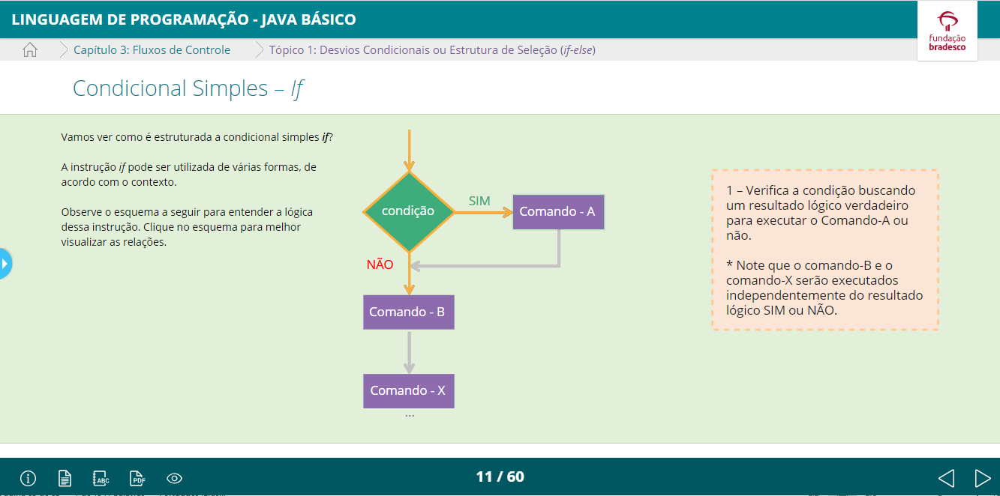 LINGUAGEM DE PROGRAMAÇÃO - JAVA BÁSICO
fundação
bradesco
Capítulo 3: Fluxos de Controle
Tópico 1: Desvios Condicionais ou Estrutura de Seleção (if-else)
Condicional Simples – If
Vamos ver como é estruturada a condicional simples if?
A instrução if pode ser utilizada de várias formas, de
acordo com o contexto.
Observe o esquema a seguir para entender a lógica
dessa instrução. Clique no esquema para melhor
visualizar as relações.
condição
SIM
Comando - A
NÃO
Comando - B
Comando - X
...
1 – Verifica a condição buscando
um resultado lógico verdadeiro
para executar o Comando-A ou
não.
* Note que o comando-B e o
comando-X serão executados
independentemente do resultado
lógico SIM ou NÃO.
ABC
PDF
11 / 60